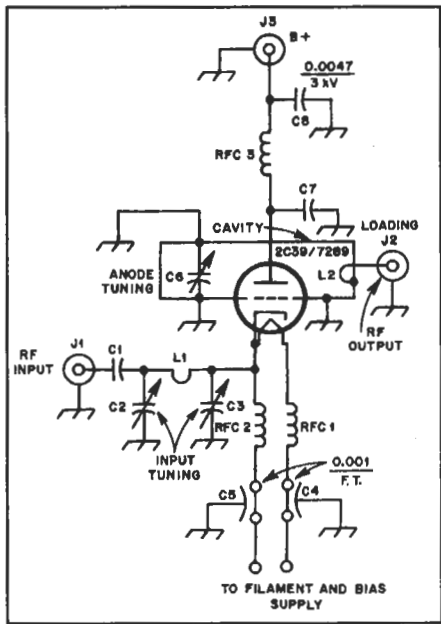 J3
B+
0.0047
3 kV
C8
RFC 3
C7
CAVITY
2C39/7289
LOADING
J2
L2
ANODE
TUNING
C6
RF
OUTPUT
RF
INPUT
J1
C1
L1
C2
C3
INPUT
TUNING
RFC 2
RFC 1
0.001
F.T.
C5
C4
TO FILAMENT AND BIAS
SUPPLY